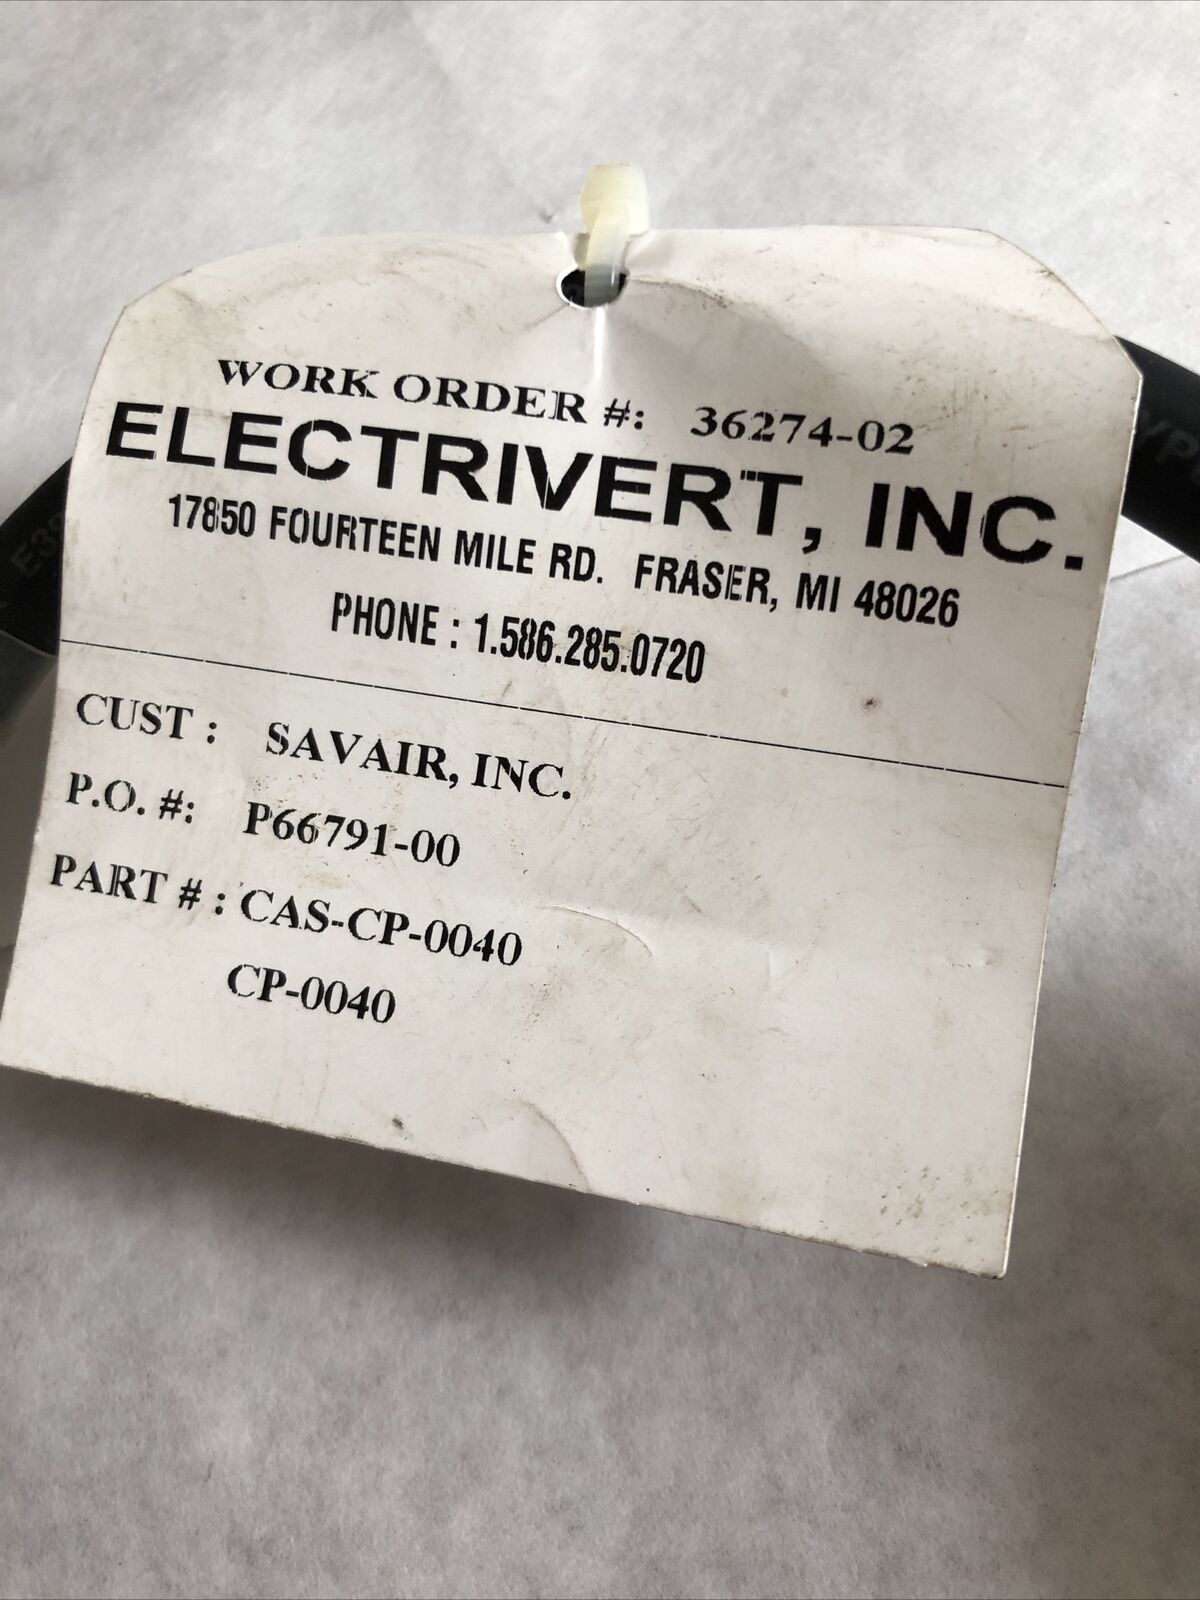 WORK ORDER #: 36274-02
ELECTRIVERT, INC.
17850 FOURTEEN MILE RD. FRASER, MI 48026
PHONE : 1.586.285.0720
CUST : SAVAIR, INC.
P.O. #: P66791-00
PART # : CAS-CP-0040
CP-0040